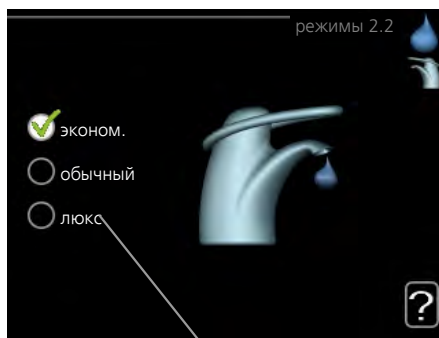 режимы 2.2
эконом.
обычный
люкс
?